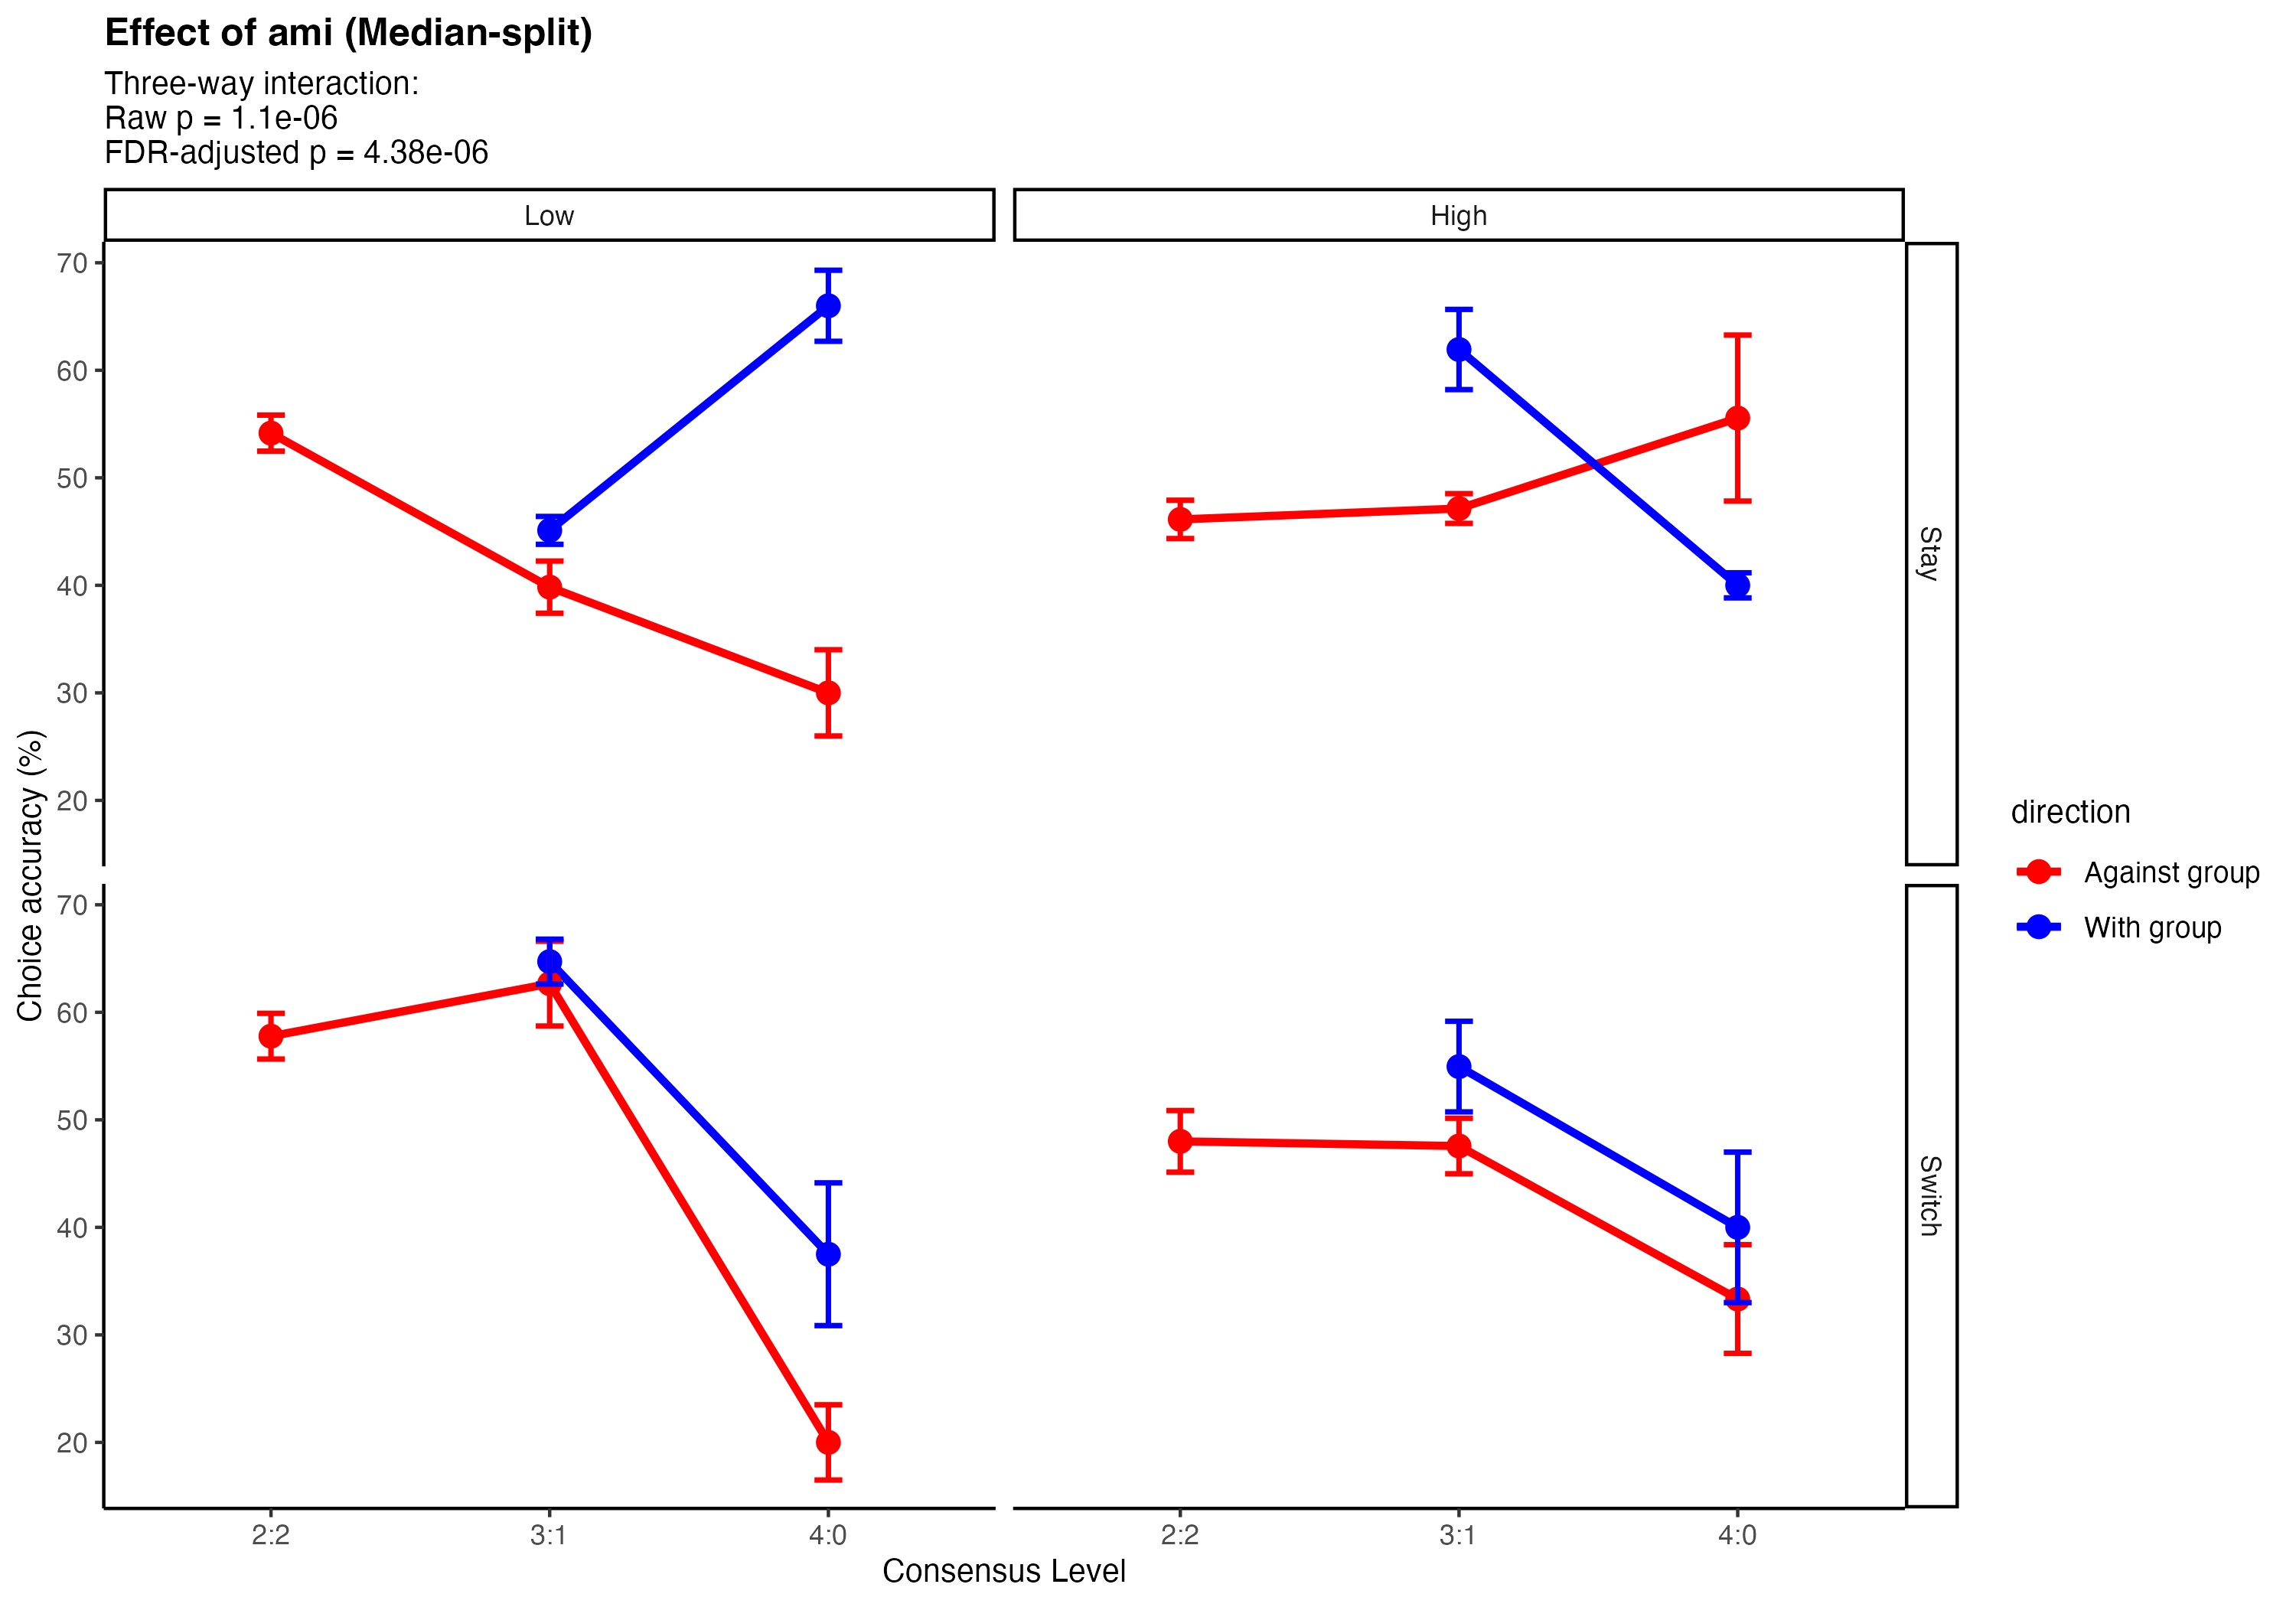 Effect of ami (Median-split)
Three-way interaction:
Raw p = 1.1e-06
FDR-adjusted p = 4.38e-06
Low
High
70
60
50
40
30
20
Stay
70
60
50
40
30
20
Switch
Choice accuracy (%)
2:2
3:1
4:0
2:2
3:1
4:0
Consensus Level
direction
Against group
With group